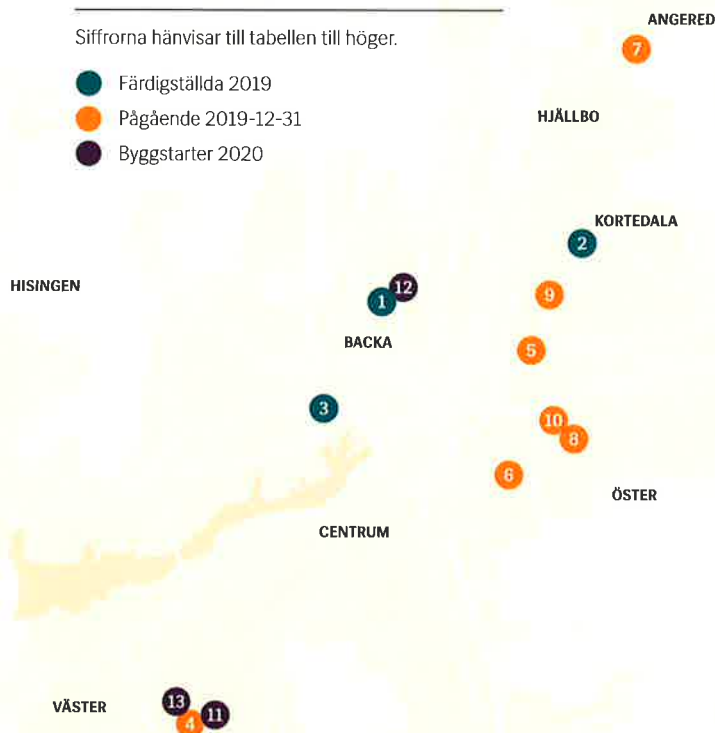 Siffrorna hänvisar till tabellen till höger.
Färdigställda 2019
Pågående 2019-12-31
Byggstarter 2020
ANGERED
7
HJÄLLBO
KORTEDALA
2
HISINGEN
12
1
9
BACKA
5
3
10
8
6
ÖSTER
CENTRUM
VÄSTER
13
11
4